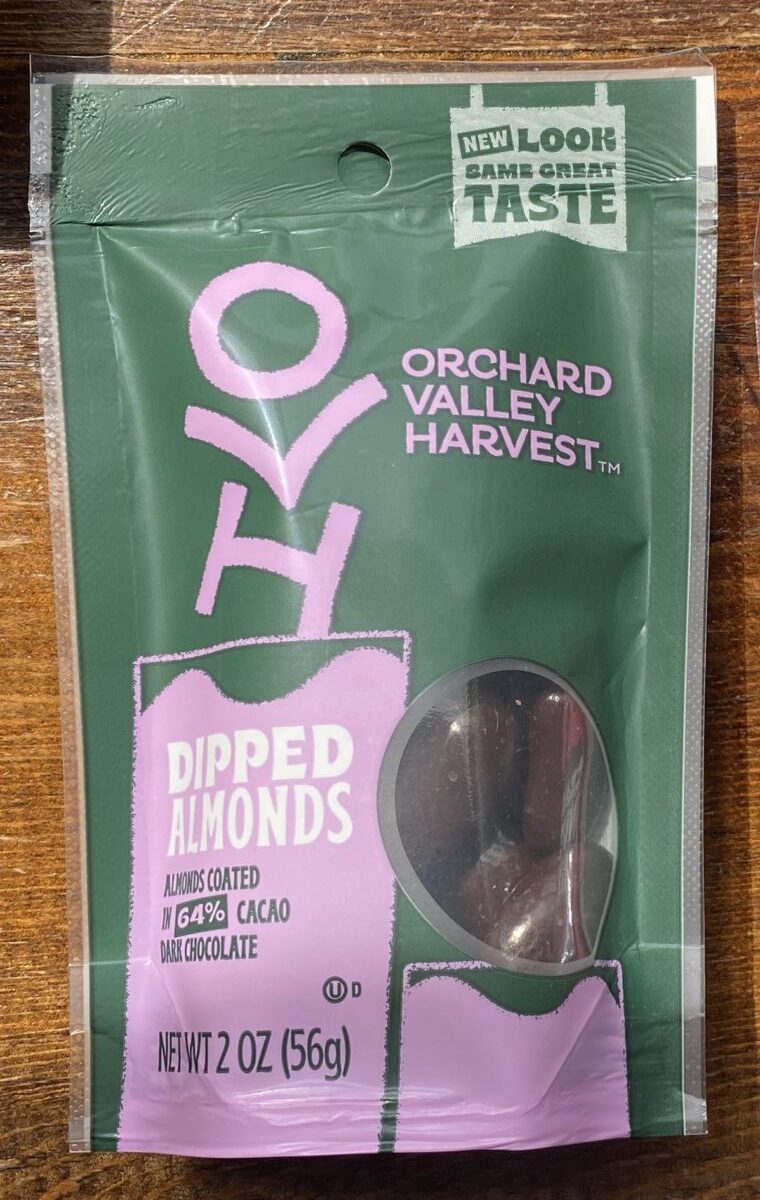 NEW LOOK
SAME GREAT
TASTE
OVH
ORCHARD
VALLEY
HARVEST™
DIPPED
ALMONDS
ALMONDS COATED
IN 64% CACAO
DARK CHOCOLATE
U D
NET WT 2 OZ (56g)